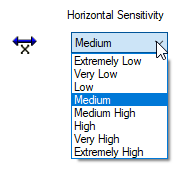 Horizontal Sensitivity
X
Medium
Extremely Low
Very Low
Low
Medium
Medium High
High
Very High
Extremely High